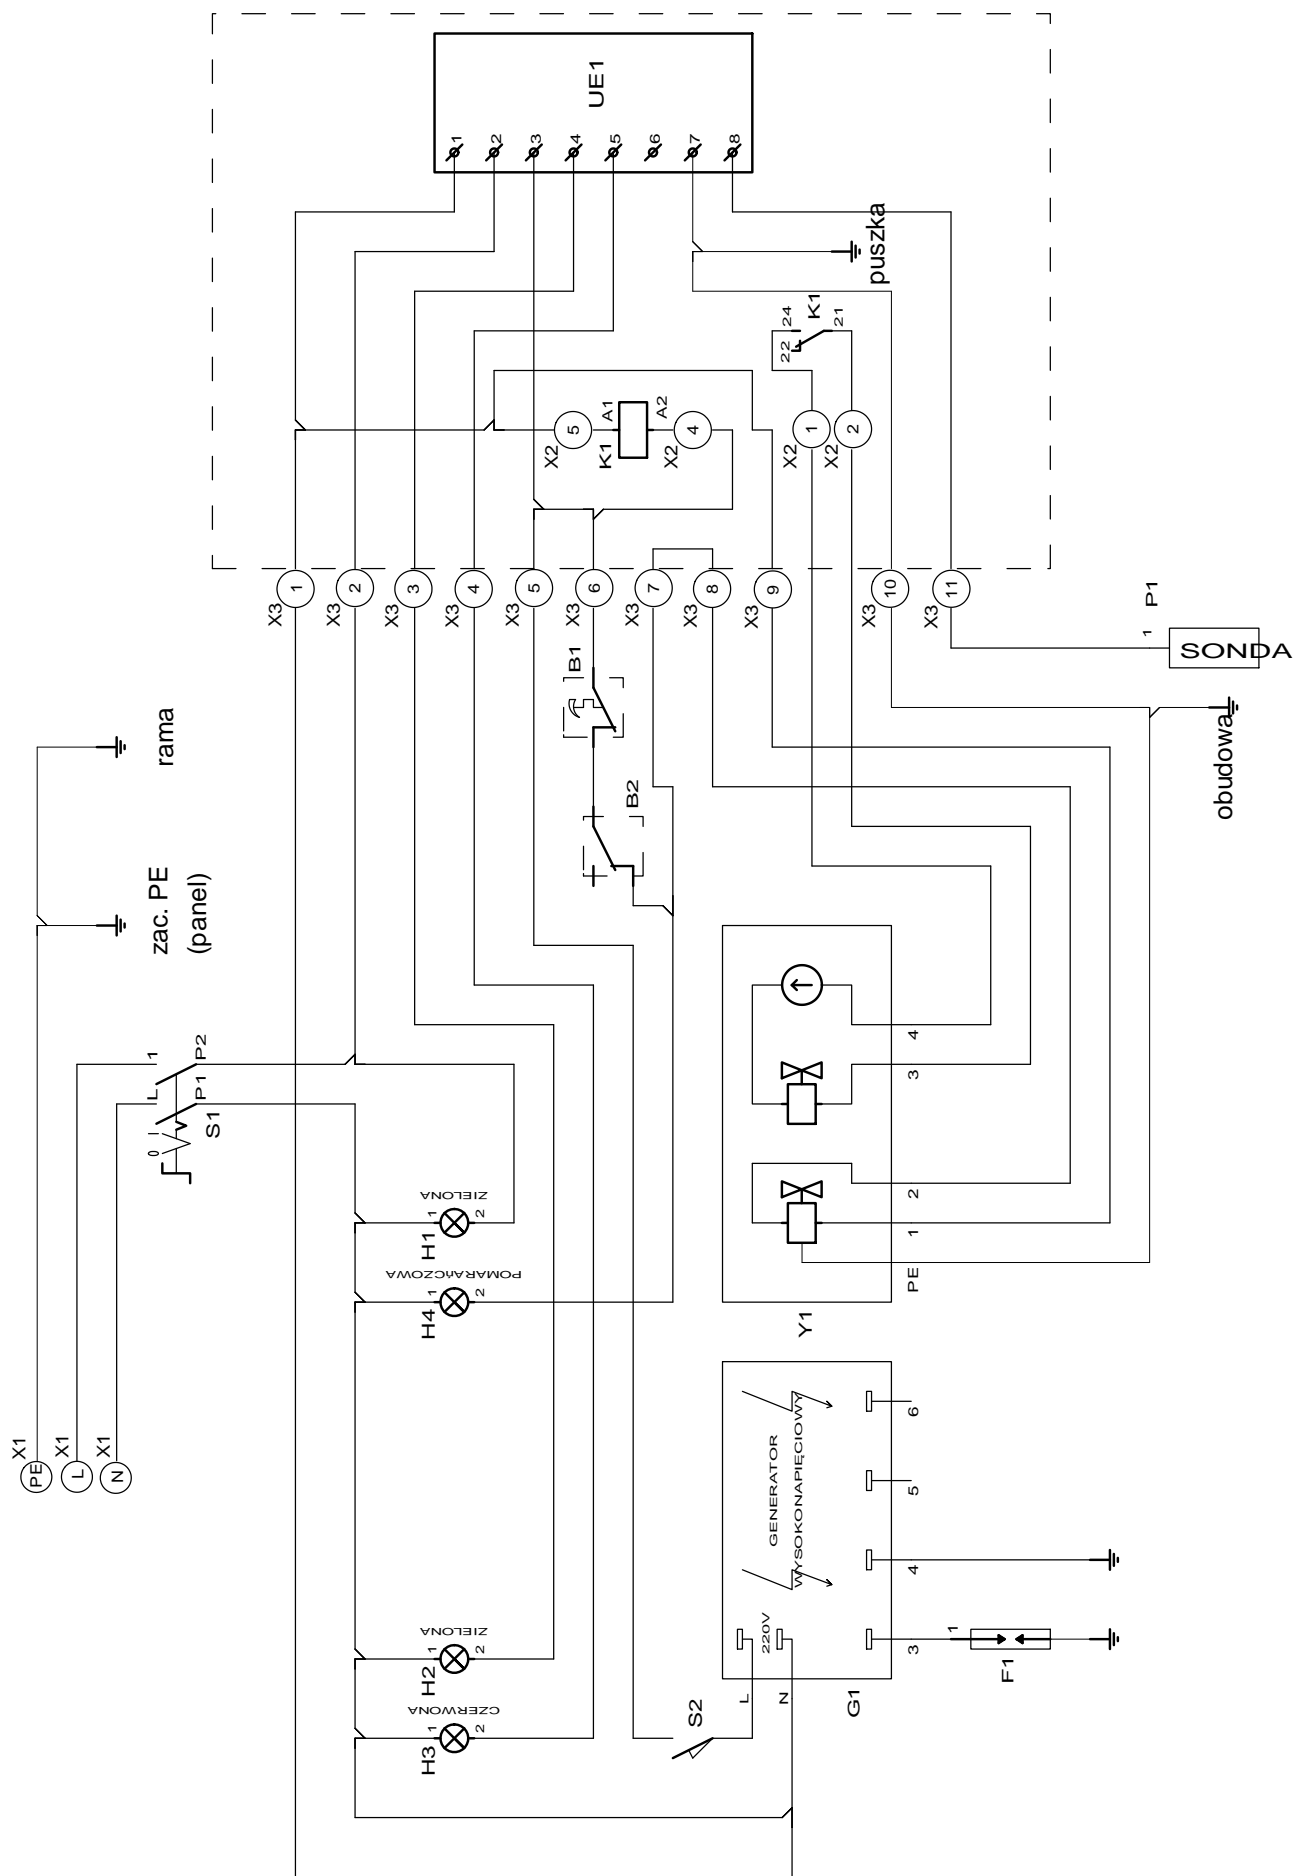 UE1
1
2
3
4
5
6
7
8
puszka
24
K1
22
21
X2
5
A1
K1
A2
X2
4
X2
1
X2
2
X3
1
X3
2
X3
3
X3
4
X3
5
X3
6
X3
7
X3
8
X3
9
X3
10
X3
11
P1
1
SONDA
B1
rama
obudowa
B2
zac. PE
(panel)
1
P2
L
P1
S1
0
I
4
3
2
1
PE
Y1
ZIELONA
1
2
H1
POMARAŃCZOWA
1
2
H4
X1
PE
X1
L
X1
N
GENERATOR
WYSOKONAPIĘCIOWY
6
5
4
3
220V
L
N
G1
1
F1
ZIELONA
1
2
H2
CZERWONA
1
2
H3
S2